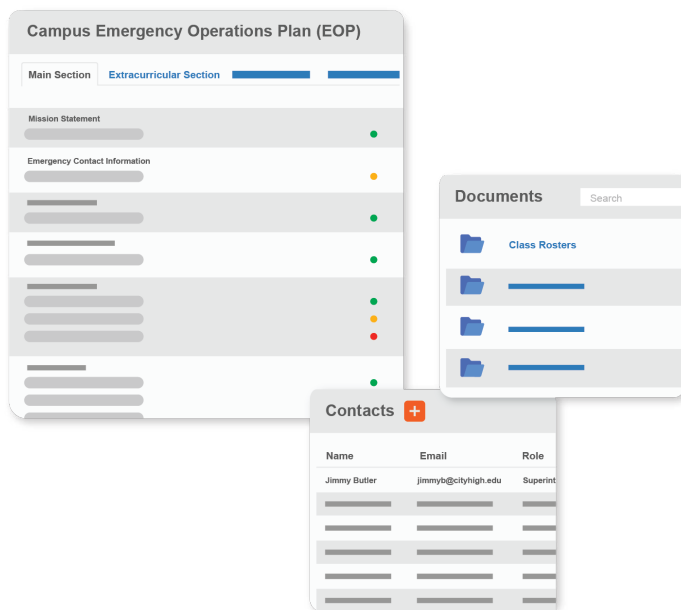 Campus Emergency Operations Plan (EOP)
Main Section Extracurricular Section
Mission Statement
Emergency Contact Information
Documents Search
Class Rosters
Contacts +
Name Email Role
Jimmy Butler jimmyb@cityhigh.edu Superint